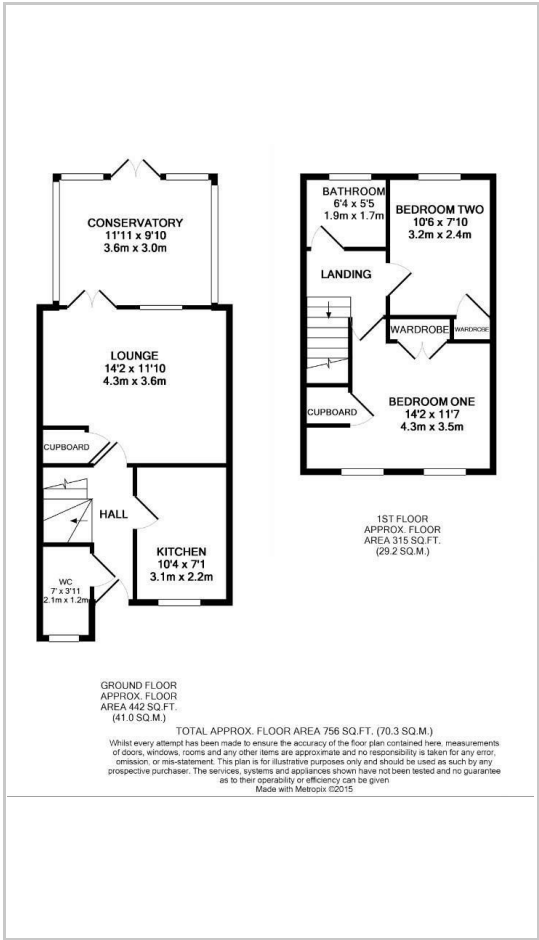 CONSERVATORY
11'11 x 9'10
3.6m x 3.0m
LOUNGE
14'2 x 11'10
4.3m x 3.6m
CUPBOARD
HALL
KITCHEN
10'4 x 7'1
3.1m x 2.2m
WC
7' x 3'11
2.1m x 1.2m
GROUND FLOOR
APPROX. FLOOR
AREA 442 SQ.FT.
(41.0 SQ.M.)
BATHROOM
6'4 x 5'5
1.9m x 1.7m
BEDROOM TWO
10'6 x 7'10
3.2m x 2.4m
LANDING
WARDROBE
WARDROBE
BEDROOM ONE
14'2 x 11'7
4.3m x 3.5m
CUPBOARD
1ST FLOOR
APPROX. FLOOR
AREA 315 SQ.FT.
(29.2 SQ.M.)
TOTAL APPROX. FLOOR AREA 756 SQ.FT. (70.3 SQ.M.)
Whilst every attempt has been made to ensure the accuracy of the floor plan contained here, measurements
of doors, windows, rooms and any other items are approximate and no responsibility is taken for any error,
omission, or mis-statement. This plan is for illustrative purposes only and should be used as such by any
prospective purchaser. The services, systems and appliances shown have not been tested and no guarantee
as to their operability or efficiency can be given
Made with Metropix ©2015